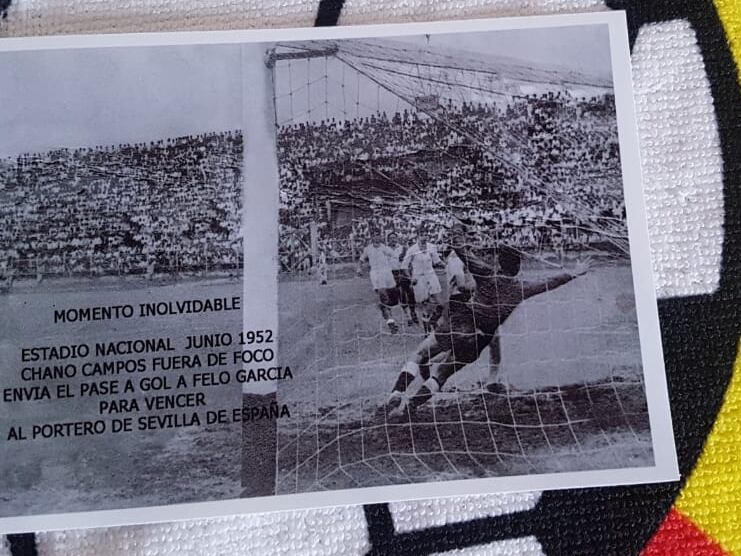 MOMENTO INOLVIDABLE
ESTADIO NACIONAL JUNIO 1952
CHANO CAMPOS FUERA DE FOCO
ENVIA EL PASE A GOL A FELO GARCIA
PARA VENCER
AL PORTERO DE SEVILLA DE ESPAÑA